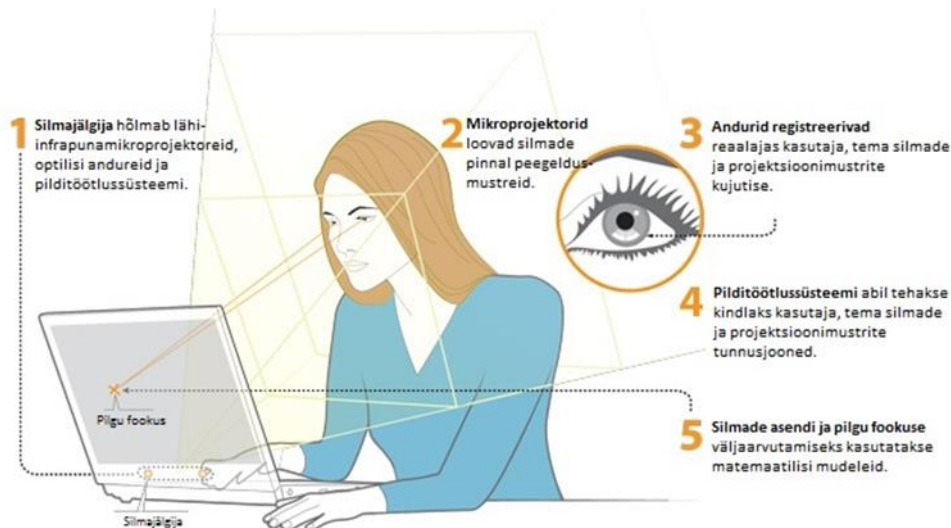 1 Silmajälgija hõlmab lähi-
infrapunamikroprojektoreid,
optilisi andureid ja
pilditöötlussüsteemi.
2 Mikroprojektorid
loovad silmade
pinnal peegeldus-
mustreid.
3 Andurid registreerivad
reaalajas kasutaja, tema silmade
ja projektsioonimustrite
kujutise.
4 Pilditöötlussüsteemi abil tehakse
kindlaks kasutaja, tema silmade
ja projektsioonimustrite
tunnusjooned.
5 Silmade asendi ja pilgu fookuse
väljaarvutamiseks kasutatakse
matemaatilisi mudeleid.
Pilgu fookus
Silmajälgija